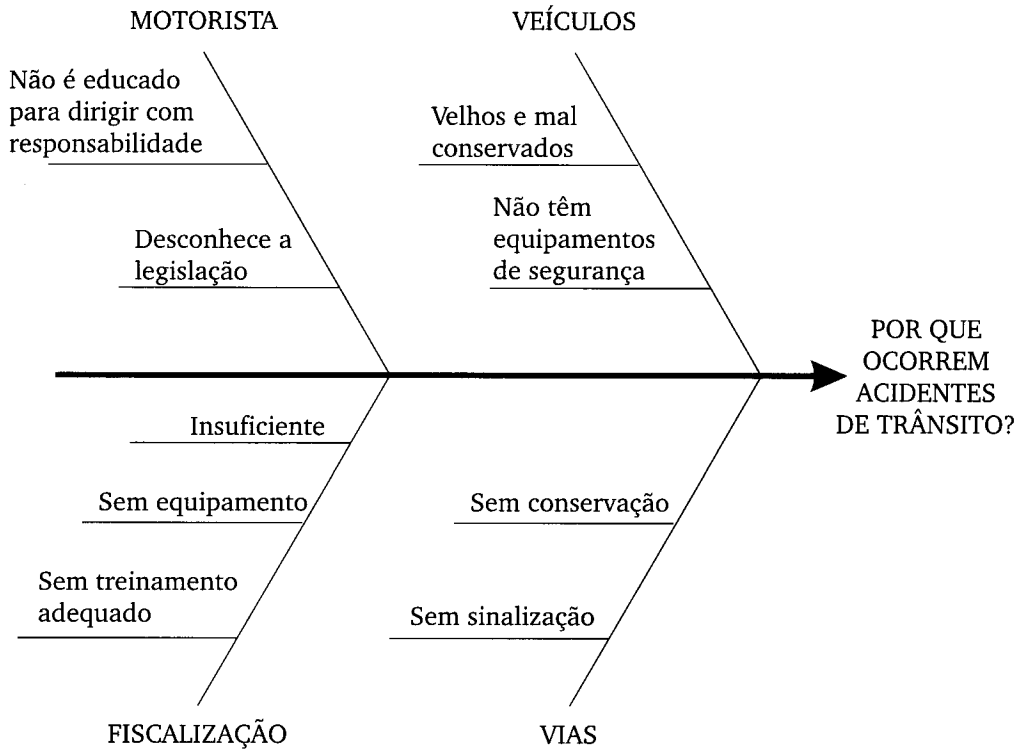 MOTORISTA
VEÍCULOS
Não é educado
para dirigir com
responsabilidade
Velhos e mal
conservados
Desconhece a
legislação
Não têm
equipamentos
de segurança
POR QUE
OCORREM
ACIDENTES
DE TRÂNSITO?
Insuficiente
Sem equipamento
Sem treinamento
adequado
Sem conservação
Sem sinalização
FISCALIZAÇÃO
VIAS